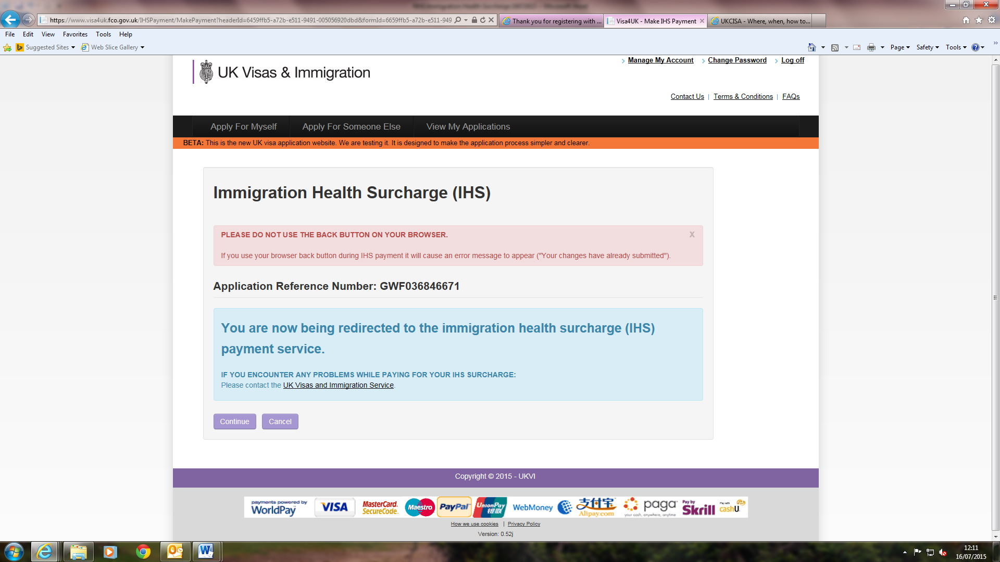 https://www.visa4uk.fco.gov.uk/IHSPayment/MakePayment?headerId=6459ffb5-a72b-e511-9491-005056920dbd&formId=6659ffb5-a72b-e511-949
Thank you for registering with ...
Visa4UK - Make IHS Payment
UKCISA - Where, when, how to...
File Edit View Favorites Tools Help
Suggested Sites Web Slice Gallery
Page Safety Tools
UK Visas & Immigration
Manage My Account Change Password Log off
Contact Us | Terms & Conditions | FAQs
Apply For Myself Apply For Someone Else View My Applications
BETA: This is the new UK visa application website. We are testing it. It is designed to make the application process simpler and clearer.
Immigration Health Surcharge (IHS)
PLEASE DO NOT USE THE BACK BUTTON ON YOUR BROWSER. X
If you use your browser back button during IHS payment it will cause an error message to appear ("Your changes have already submitted").
Application Reference Number: GWF036846671
You are now being redirected to the immigration health surcharge (IHS)
payment service.
IF YOU ENCOUNTER ANY PROBLEMS WHILE PAYING FOR YOUR IHS SURCHARGE:
Please contact the UK Visas and Immigration Service.
Continue Cancel
Copyright © 2015 - UKVI
payments powered by
WorldPay
VISA
MasterCard.
SecureCode.
Maestro
PayPal
UnionPay
银联
WebMoney
支付宝
Alipay.com
paga
your cash, anywhere, anytime
Pay by
Skrill
Pay with
cashU
How we use cookies | Privacy Policy
Version: 0.52j
12:11
16/07/2015